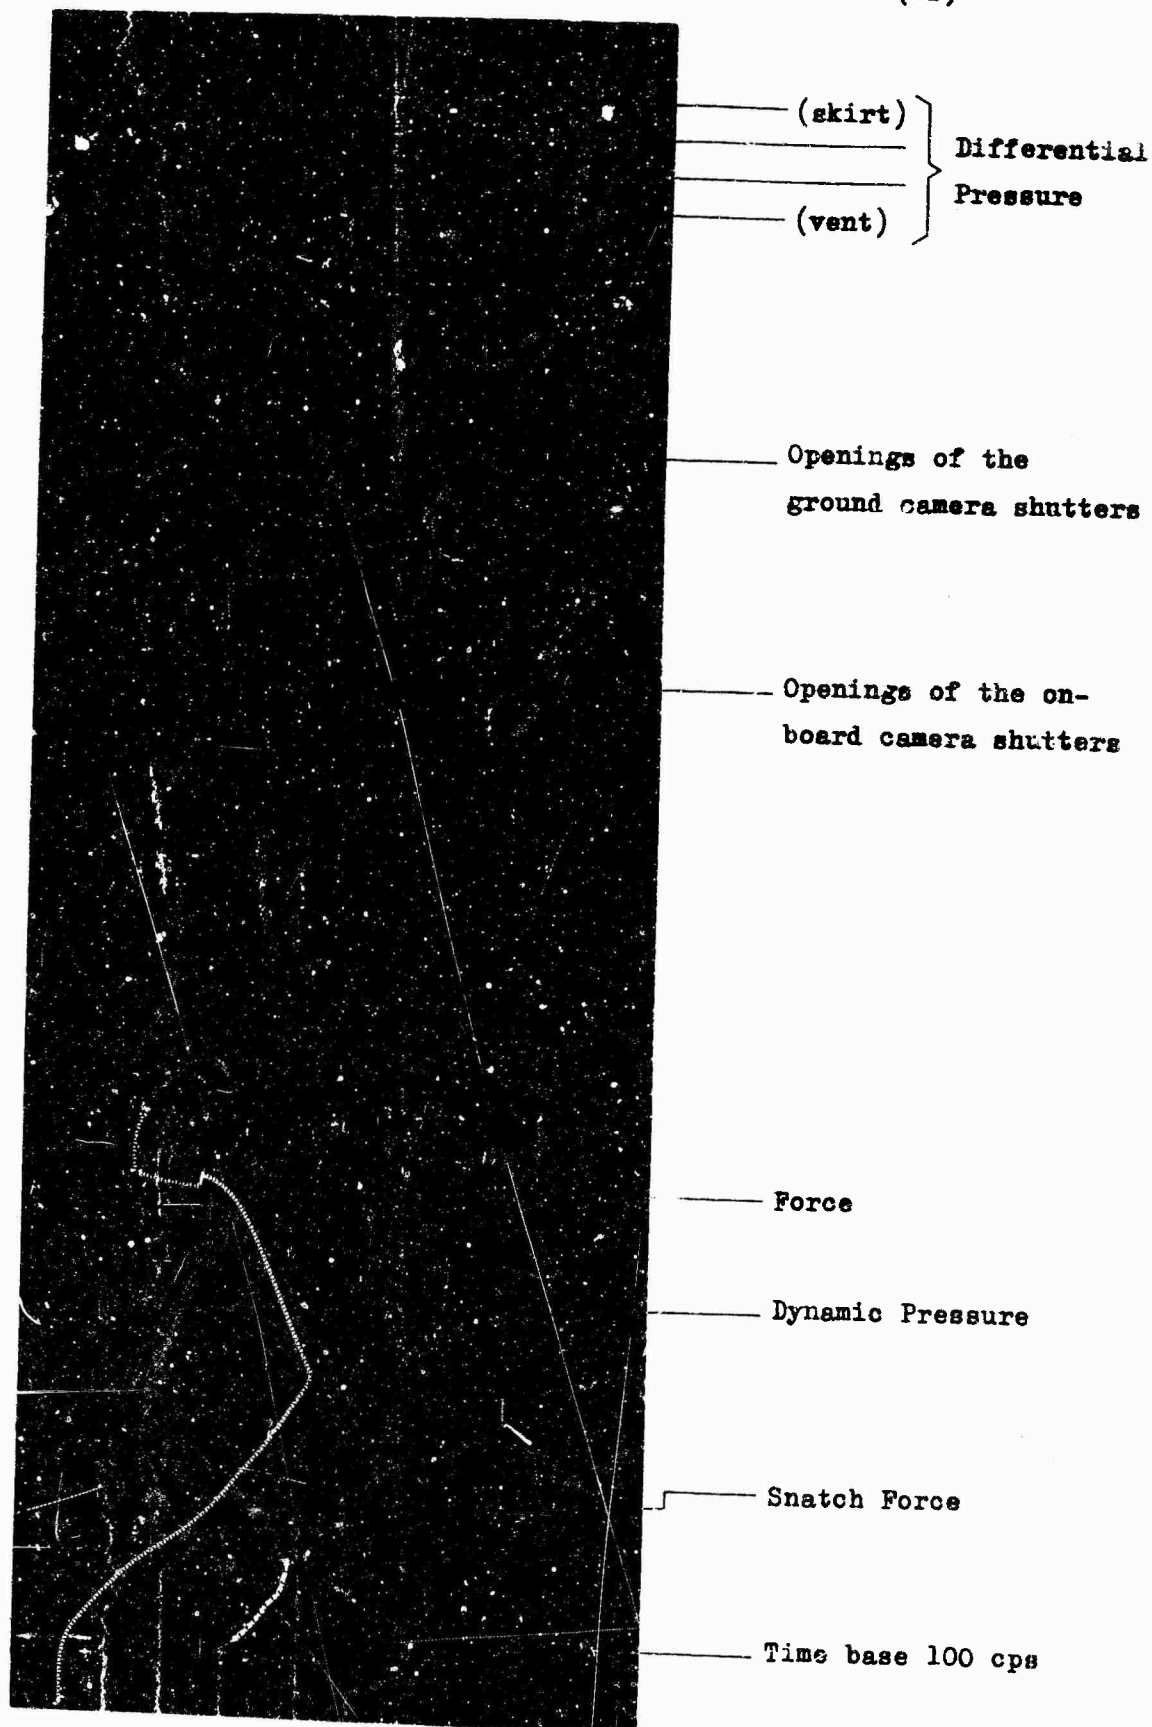 (skirt)
Differential
Pressure
(vent)
Openings of the
ground camera shutters
Openings of the on-
board camera shutters
Force
Dynamic Pressure
Snatch Force
Time base 100 cps